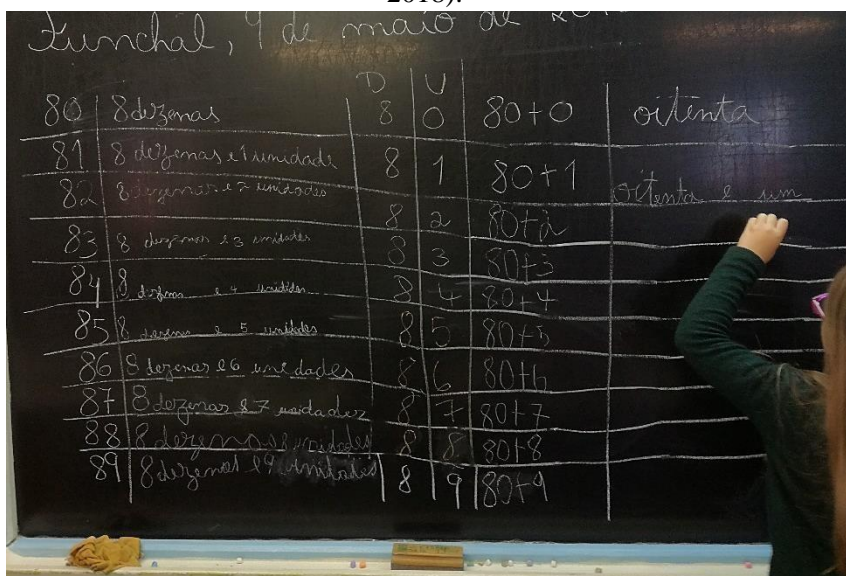 2018).
Funchal, 9 de maio de 201
D U
80 8 dezenas 8 0 80+0 oitenta
81 8 dezenas e 1 unidade 8 1 80+1 oitenta e um
82 8 dezenas e 2 unidades 8 2 80+2
83 8 dezenas e 3 unidades 8 3 80+3
84 8 dezenas e 4 unidades 8 4 80+4
85 8 dezenas e 5 unidades 8 5 80+5
86 8 dezenas e 6 unidades 8 6 80+6
87 8 dezenas e 7 unidades 8 7 80+7
88 8 dezenas 8 unidades 8 8 80+8
89 8 dezenas e 9 unidades 8 9 80+9